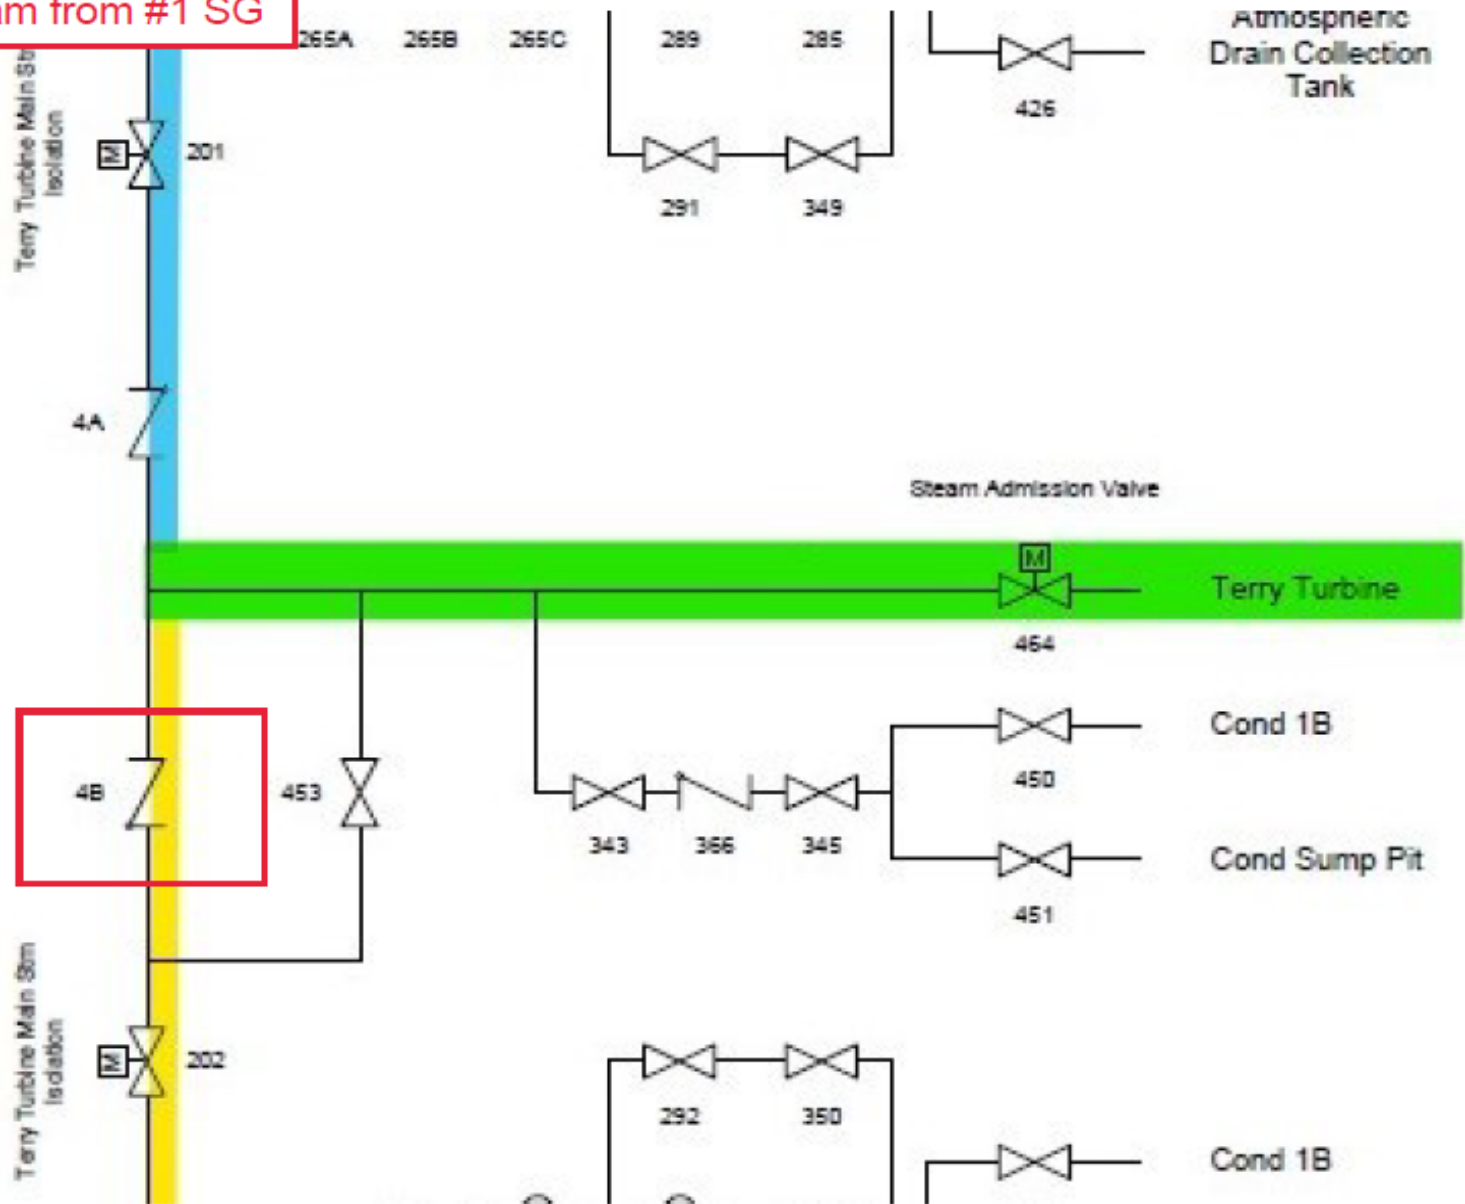 am from #1 SG
265A 265B 265C 289 285
Atmospheric
Drain Collection
Tank
426
Terry Turbine Main Str
Isolation
M
201
291 349
4A
Steam Admission Valve
M
Terry Turbine
464
Cond 1B
4B
453
450
343 366 345
Cond Sump Pit
451
Terry Turbine Main Stm
Isolation
M
202
292 350
Cond 1B